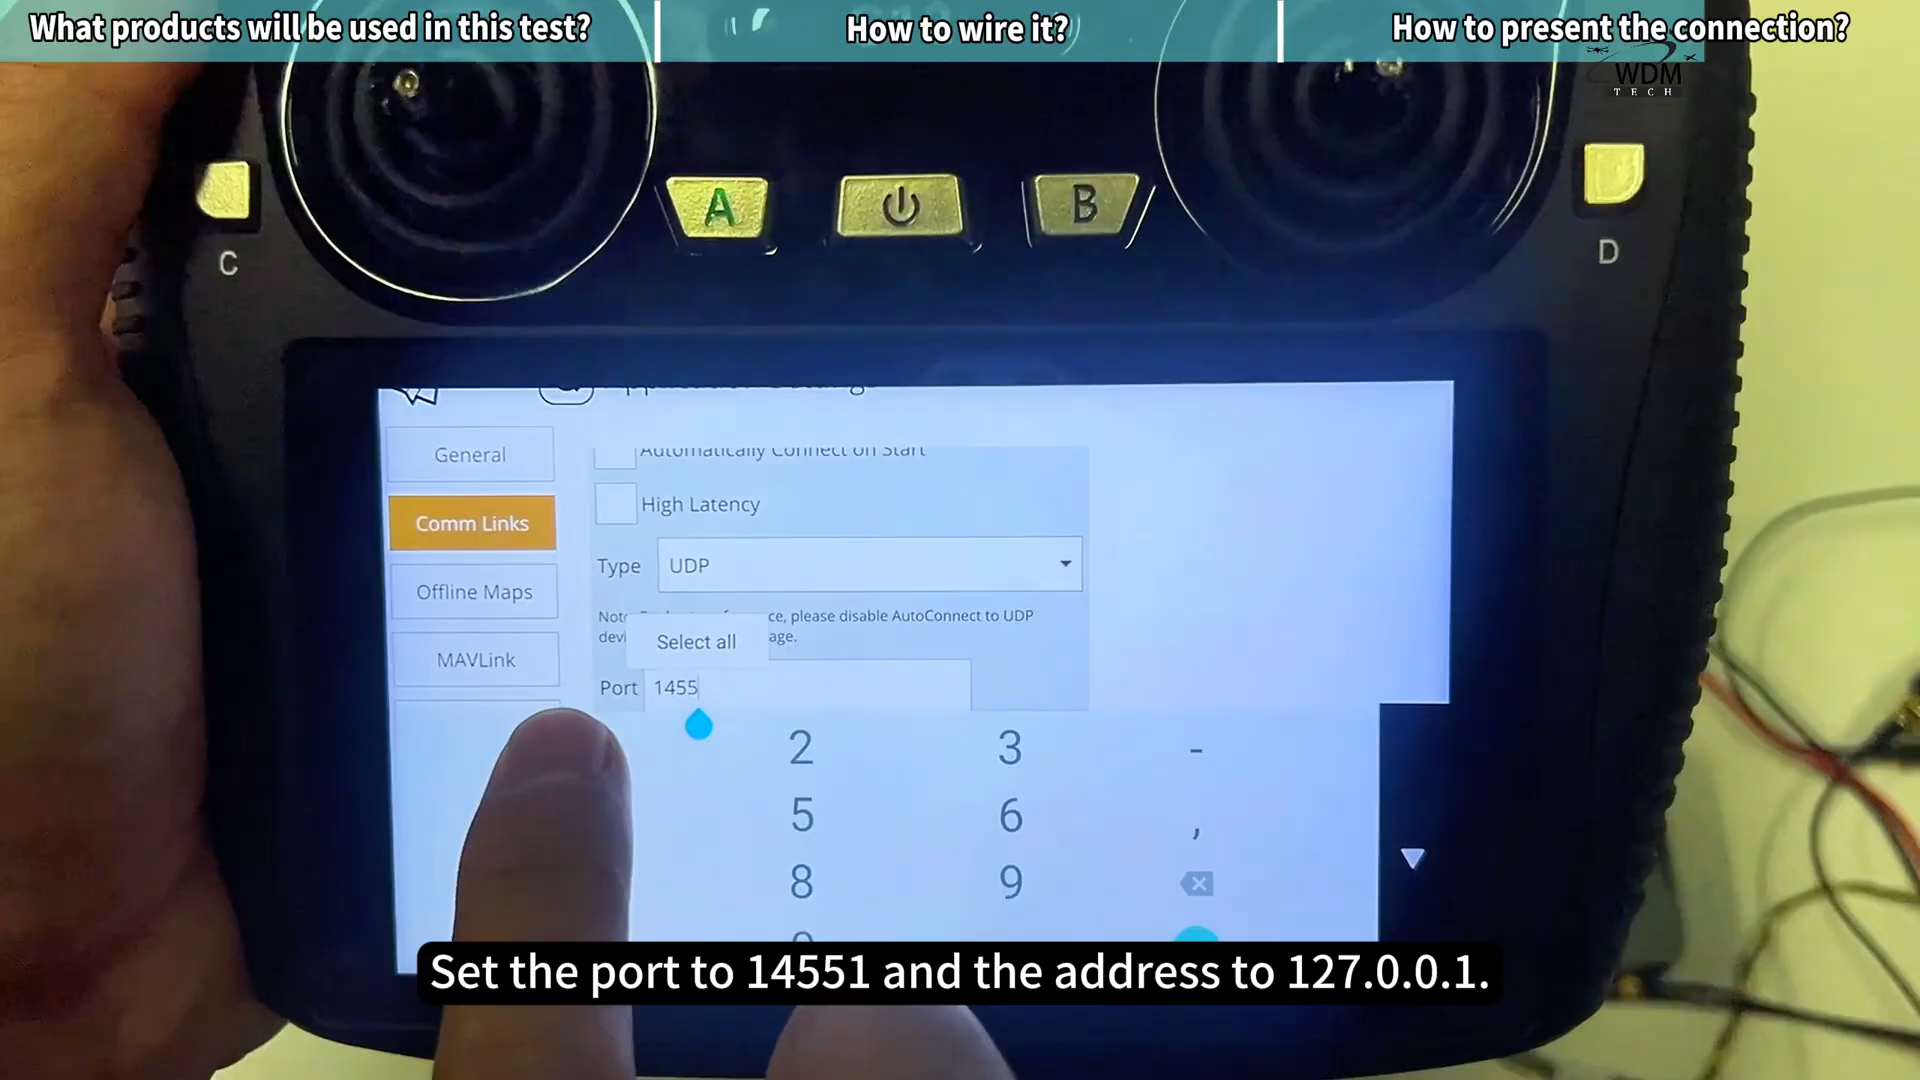 What products will be used in this test?
How to wire it?
How to present the connection?
WDM
TECH
A
B
C
D
Application Settings
General
Automatically Connect on Start
Comm Links
High Latency
Type
UDP
Offline Maps
ce, please disable AutoConnect to UDP
age.
Select all
MAVLink
Port
1455
2
3
-
5
6
,
8
9
Set the port to 14551 and the address to 127.0.0.1.